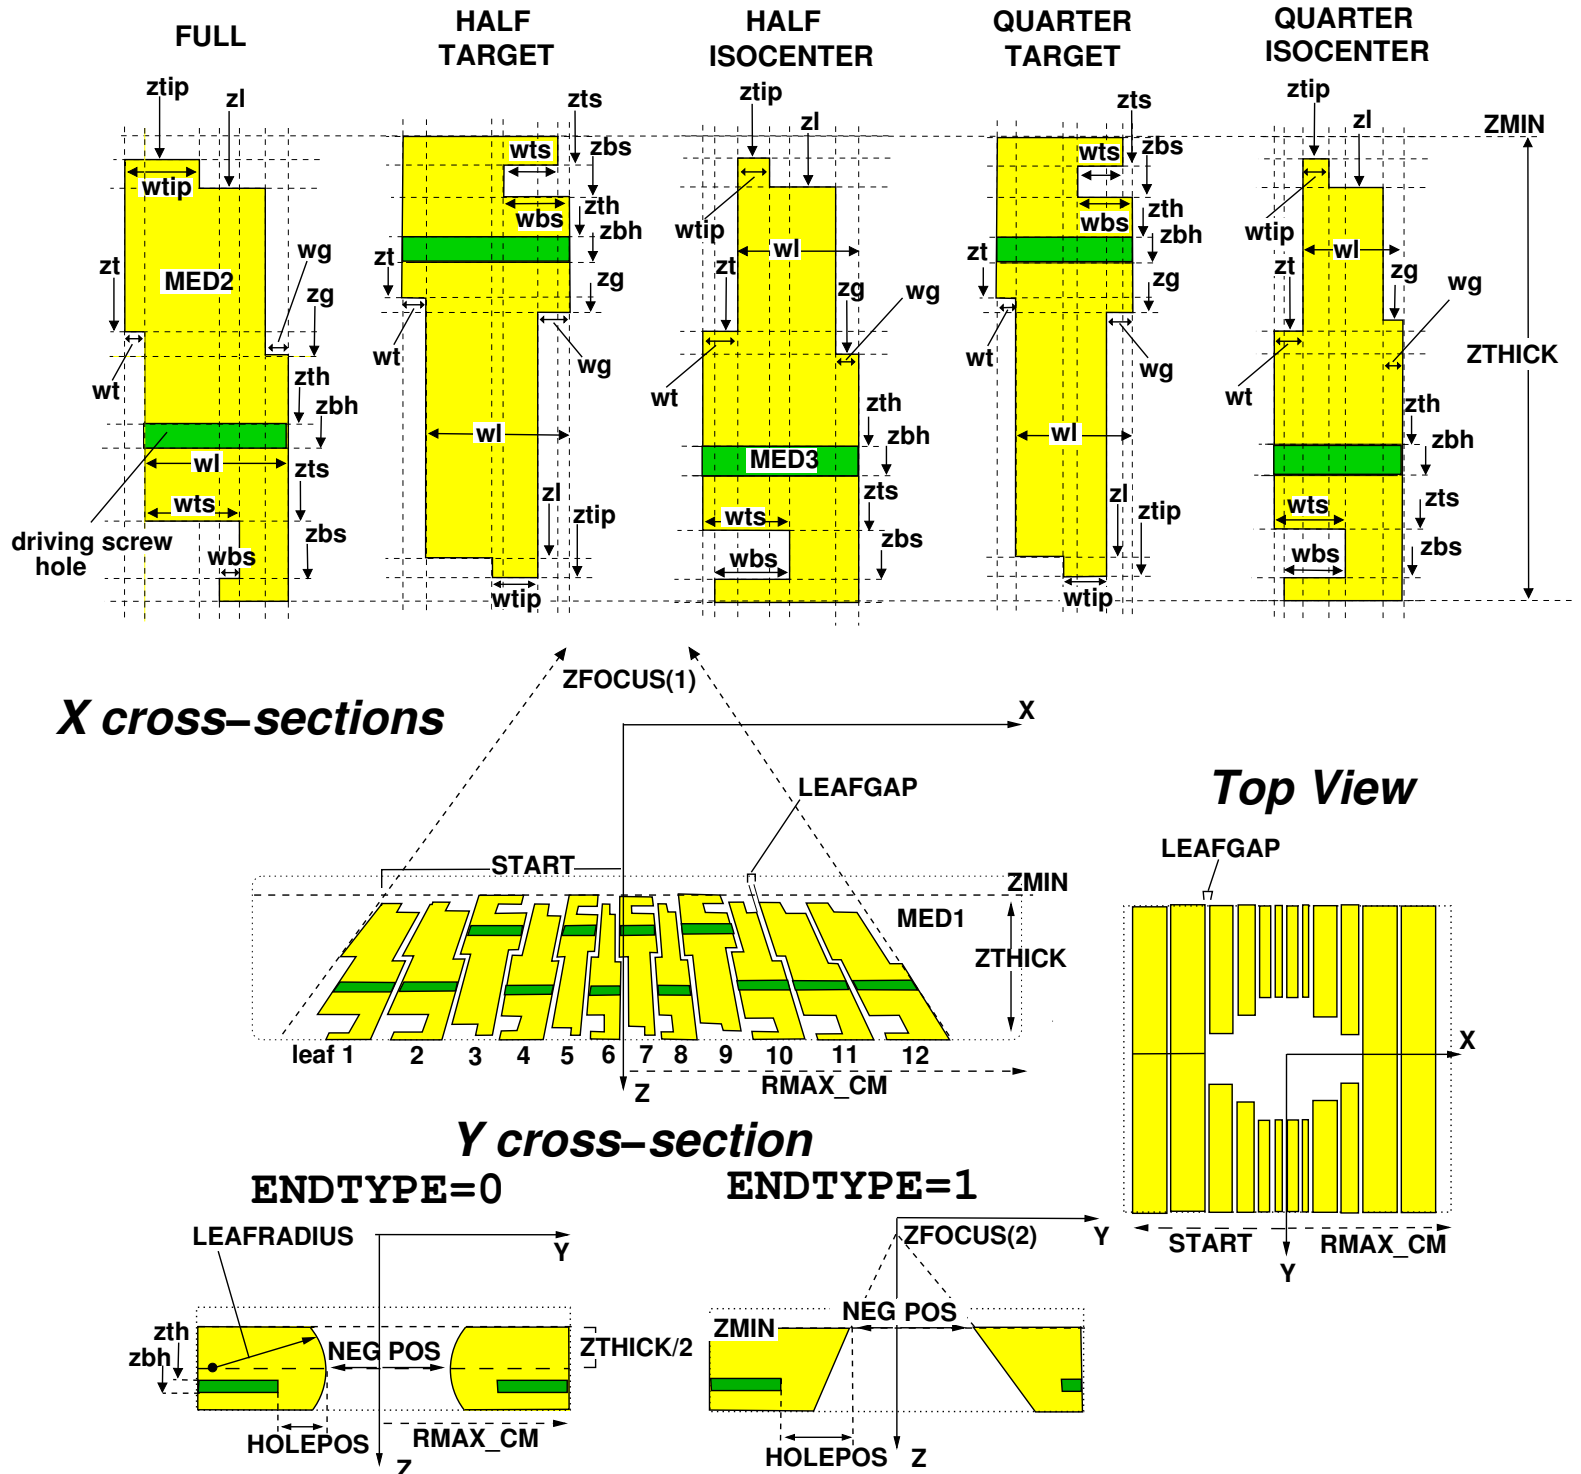 FULL
HALF
TARGET
HALF
ISOCENTER
QUARTER
TARGET
QUARTER
ISOCENTER
ztip
zl
wtip
zt
MED2
wg
zg
wt
zth
zbh
wl
zts
wts
zbs
wbs
driving screw
hole
zts
wts
zbs
wbs
zth
zbh
zt
zg
wt
wg
wl
zl
ztip
wtip
ztip
zl
wtip
wl
zt
zg
wg
wt
zth
zbh
MED3
zts
wts
zbs
wbs
zts
wts
zbs
wbs
zth
zbh
zt
zg
wt
wg
wl
zl
ztip
wtip
ztip
zl
wtip
wl
zt
zg
wg
wt
zth
zbh
zts
wts
zbs
wbs
ZMIN
ZTHICK
X cross–sections
ZFOCUS(1)
X
LEAFGAP
START
ZMIN
MED1
ZTHICK
leaf 1 2 3 4 5 6 7 8 9 10 11 12
RMAX_CM
Z
Top View
LEAFGAP
X
START
RMAX_CM
Y
Y cross–section
ENDTYPE=0
LEAFRADIUS
Y
zth
zbh
NEG POS
ZTHICK/2
HOLEPOS
RMAX_CM
Z
ENDTYPE=1
ZFOCUS(2)
Y
NEG POS
ZMIN
HOLEPOS
Z